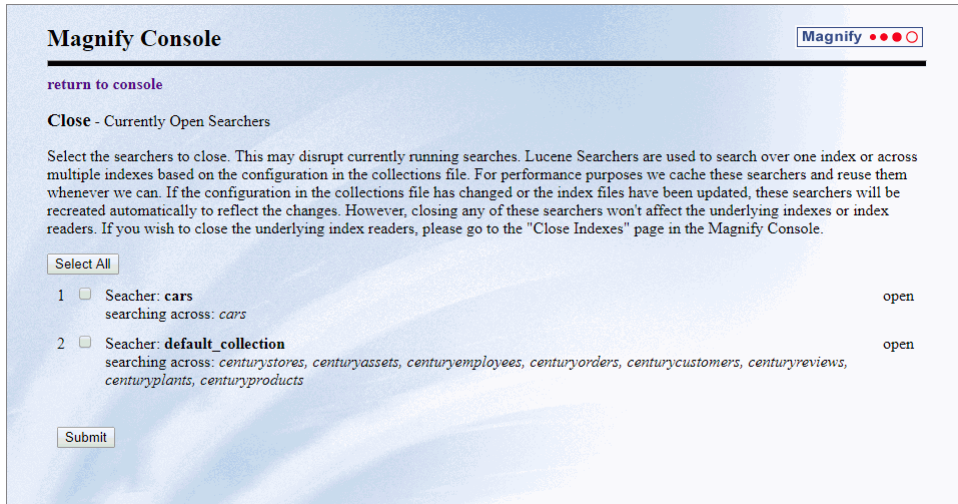 Magnify Console
Magnify
return to console
Close - Currently Open Searchers
Select the searchers to close. This may disrupt currently running searches. Lucene Searchers are used to search over one index or across
multiple indexes based on the configuration in the collections file. For performance purposes we cache these searchers and reuse them
whenever we can. If the configuration in the collections file has changed or the index files have been updated, these searchers will be
recreated automatically to reflect the changes. However, closing any of these searchers won't affect the underlying indexes or index
readers. If you wish to close the underlying index readers, please go to the "Close Indexes" page in the Magnify Console.
Select All
1 Seacher: cars open
searching across: cars
2 Seacher: default_collection open
searching across: centurystores, centuryassets, centuryemployees, centuryorders, centurycustomers, centuryreviews,
centuryplants, centuryproducts
Submit